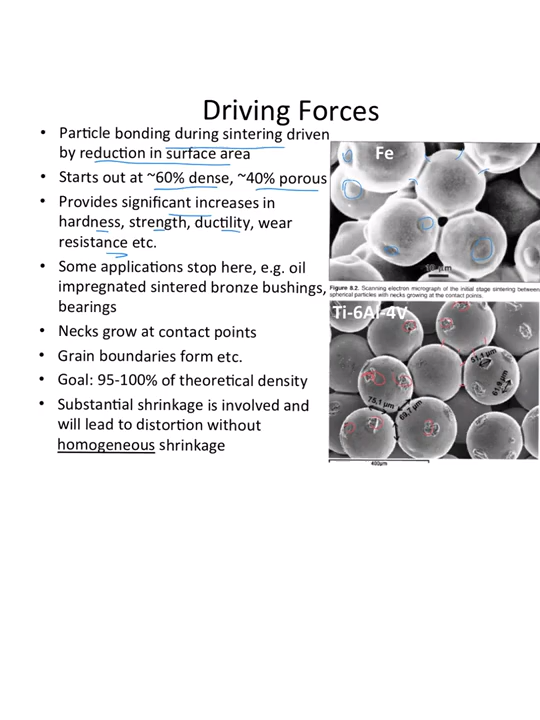 Driving Forces
• Particle bonding during sintering driven
by reduction in surface area
• Starts out at ~60% dense, ~40% porous
• Provides significant increases in
hardness, strength, ductility, wear
resistance etc.
• Some applications stop here, e.g. oil
impregnated sintered bronze bushings,
bearings
• Necks grow at contact points
• Grain boundaries form etc.
• Goal: 95-100% of theoretical density
• Substantial shrinkage is involved and
will lead to distortion without
homogeneous shrinkage
Fe
10 µm
Figure 8.2. Scanning electron micrograph of the initial stage sintering between
spherical particles with necks growing at the contact points.
Ti-6Al-4V
51,1 µm
61,9 µm
75,1 µm
69,7 µm
400µm